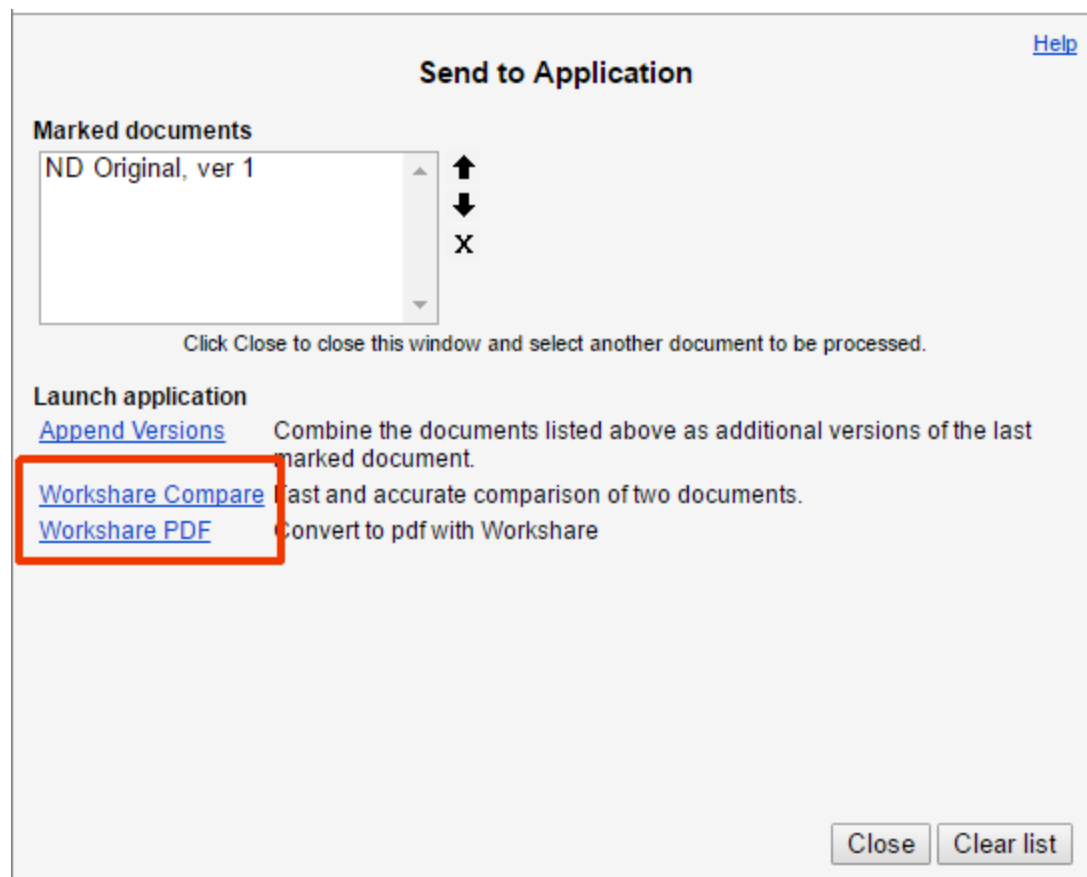 Help
Send to Application
Marked documents
ND Original, ver 1
X
Click Close to close this window and select another document to be processed.
Launch application
Append Versions Combine the documents listed above as additional versions of the last
marked document.
Workshare Compare Fast and accurate comparison of two documents.
Workshare PDF Convert to pdf with Workshare
Close Clear list